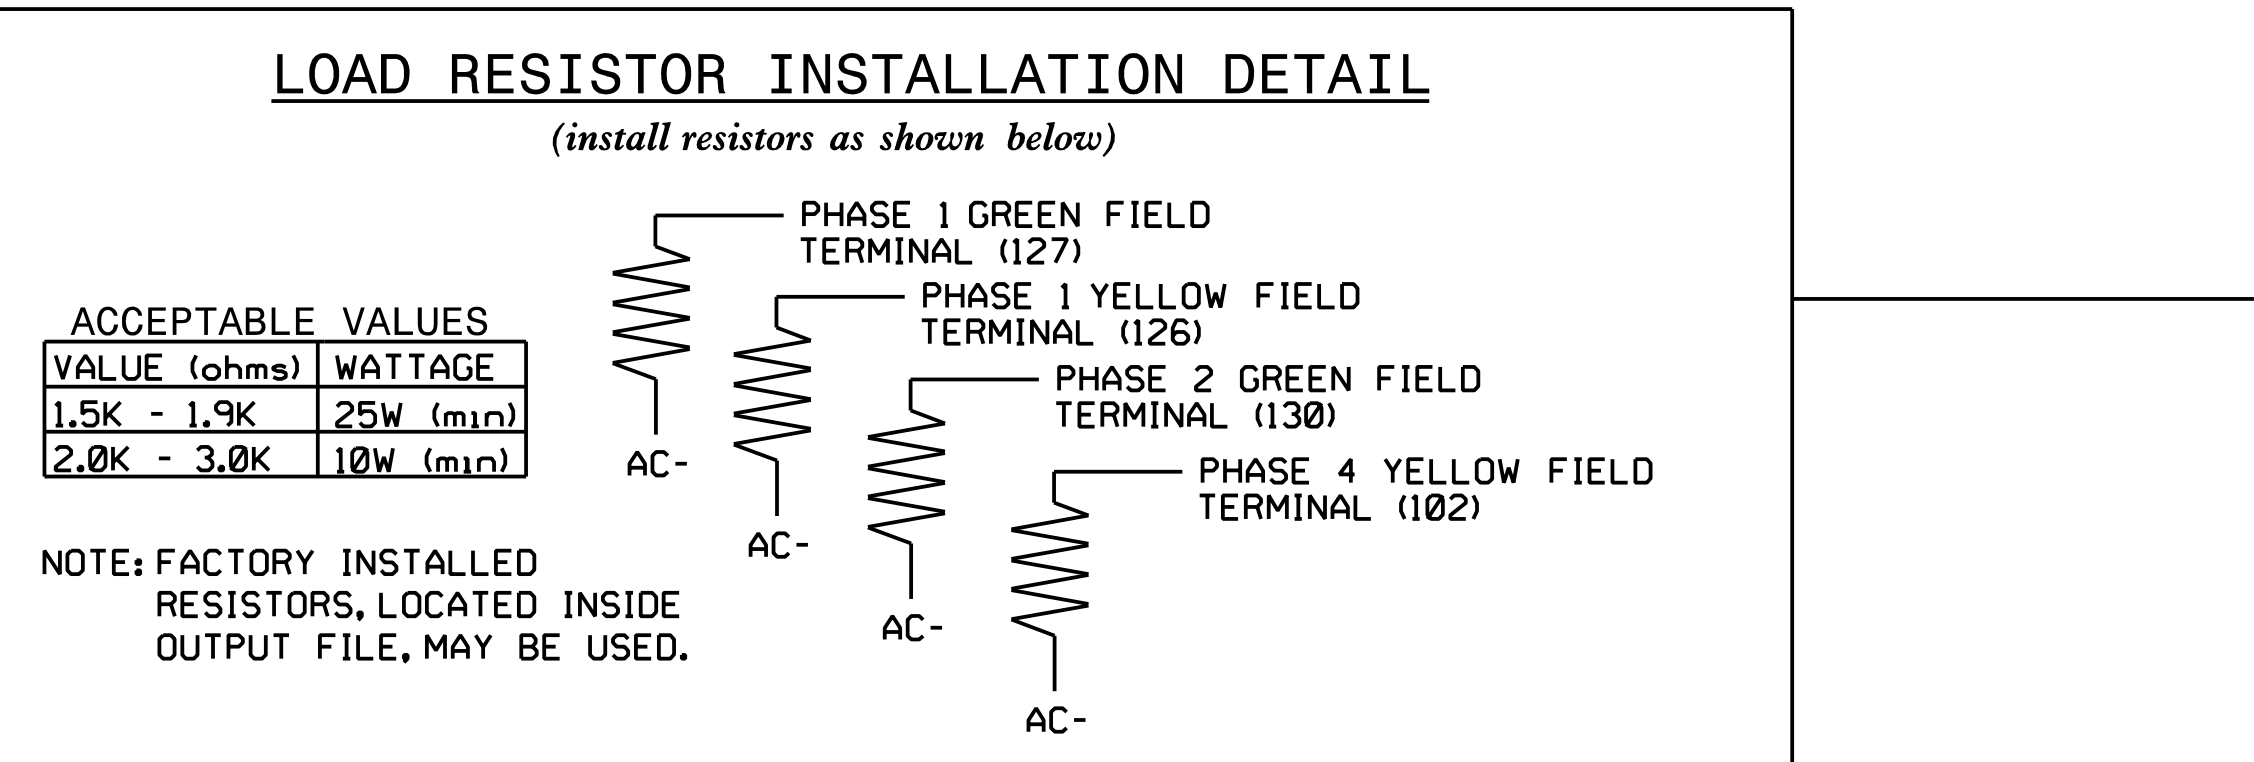 LOAD RESISTOR INSTALLATION DETAIL
(install resistors as shown below)
PHASE 1 GREEN FIELD
TERMINAL (127)
PHASE 1 YELLOW FIELD
TERMINAL (126)
PHASE 2 GREEN FIELD
TERMINAL (130)
PHASE 4 YELLOW FIELD
TERMINAL (102)
AC-
AC-
AC-
AC-
ACCEPTABLE VALUES
VALUE (ohms) WATTAGE
1.5K - 1.9K 25W (min)
2.0K - 3.0K 10W (min)
NOTE: FACTORY INSTALLED
RESISTORS, LOCATED INSIDE
OUTPUT FILE, MAY BE USED.